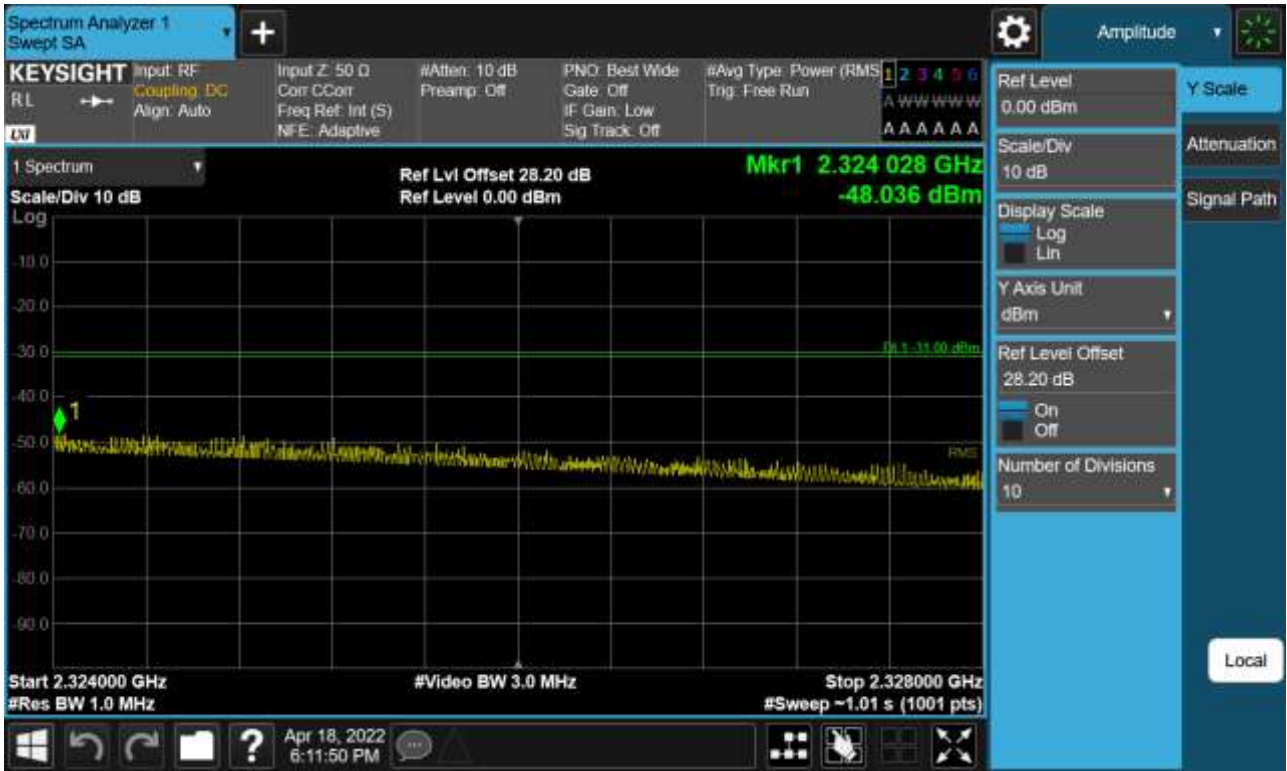 Spectrum Analyzer 1
Swept SA
+
Amplitude
KEYSIGHT
RL
LXI
Input: RF
Coupling: DC
Align: Auto
Input Z: 50 Ω
Corr CCorr
Freq Ref: Int (S)
NFE: Adaptive
#Atten: 10 dB
Preamp: Off
PNO: Best Wide
Gate: Off
IF Gain: Low
Sig Track: Off
#Avg Type: Power (RMS
Trig: Free Run
1 2 3 4 5 6
A W W W W W
A A A A A A
1 Spectrum
Scale/Div 10 dB
Ref Lvl Offset 28.20 dB
Ref Level 0.00 dBm
Mkr1 2.324 028 GHz
-48.036 dBm
Log
-10.0
-20.0
-30.0
DL1 -31.00 dBm
-40.0
1
-50.0
RMS
-60.0
-70.0
-80.0
-90.0
Start 2.324000 GHz
#Video BW 3.0 MHz
Stop 2.328000 GHz
#Res BW 1.0 MHz
#Sweep ~1.01 s (1001 pts)
?
Apr 18, 2022
6:11:50 PM
Ref Level
0.00 dBm
Scale/Div
10 dB
Display Scale
Log
Lin
Y Axis Unit
dBm
Ref Level Offset
28.20 dB
On
Off
Number of Divisions
10
Y Scale
Attenuation
Signal Path
Local